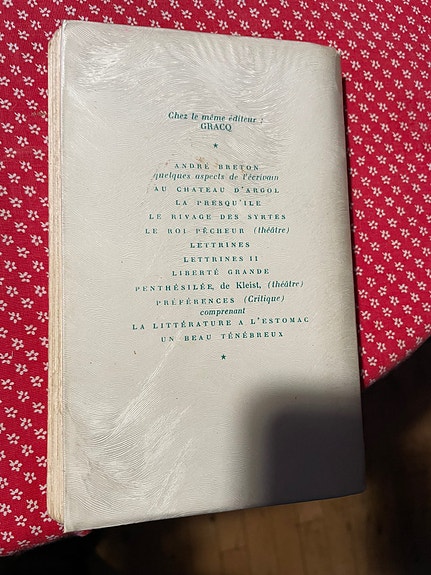 Chez le même éditeur :
GRACQ
*
ANDRÉ BRETON
quelques aspects de l'écrivain
AU CHATEAU D'ARGOL
LA PRESQU'ILE
LE RIVAGE DES SYRTES
LE ROI PÊCHEUR (théâtre)
LETTRINES
LETTRINES II
LIBERTÉ GRANDE
PENTHÉSILÉE, de Kleist, (théâtre)
PRÉFÉRENCES (Critique)
comprenant
LA LITTÉRATURE A L'ESTOMAC
UN BEAU TÉNÉBREUX
*